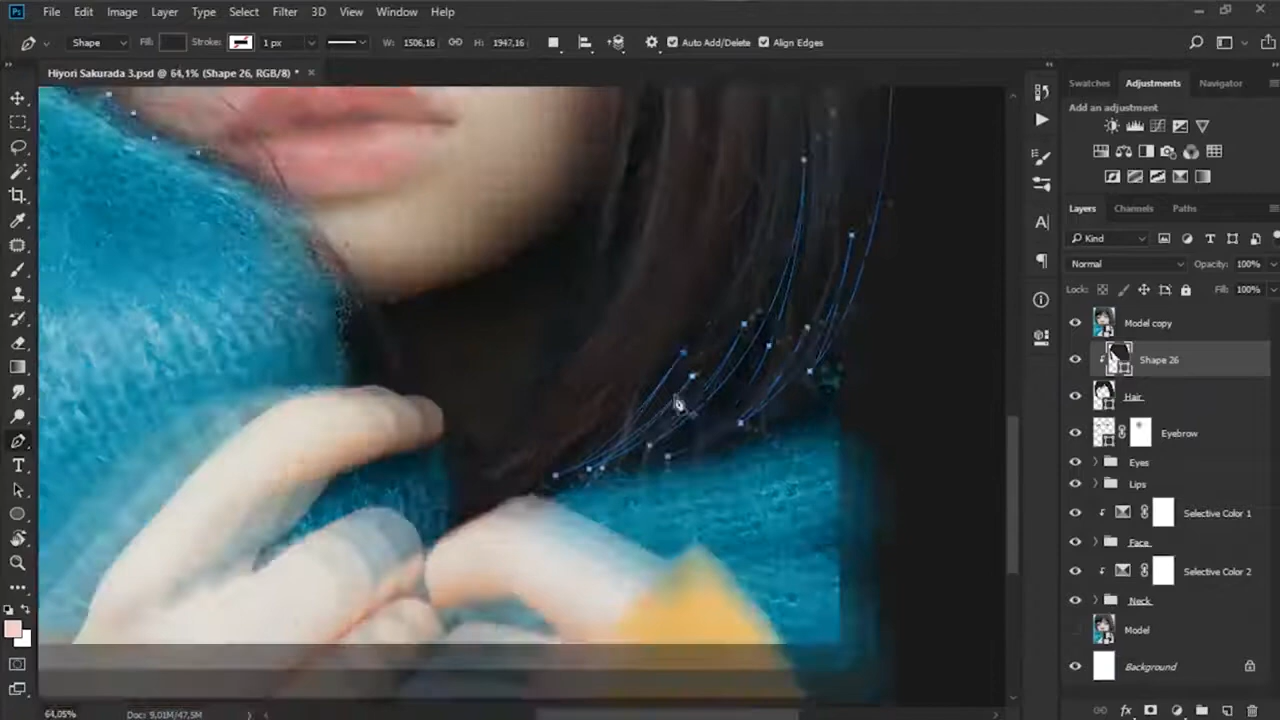 Ps File Edit Image Layer Type Select Filter 3D View Window Help
Shape Fill: Stroke: 1 px W: 1506,16 H: 1947,16 Auto Add/Delete Align Edges
Hiyori Sakurada 3.psd @ 64,1% (Shape 26, RGB/8) *
Swatches Adjustments Navigator
Add an adjustment
Layers Channels Paths
Kind
Normal Opacity: 100%
Lock: Fill: 100%
Model copy
Shape 26
Hair
Eyebrow
Eyes
Lips
Selective Color 1
Face
Selective Color 2
Neck
Model
Background
64,05% Doc: 9,01M/47,5M